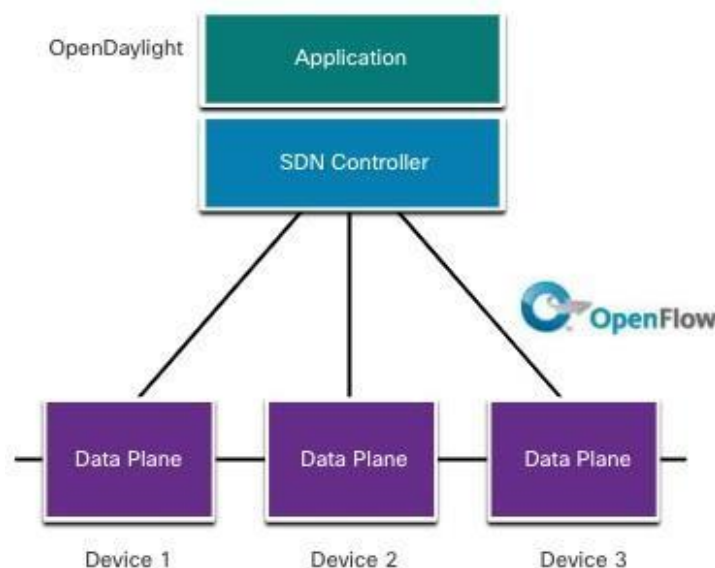 OpenDaylight
Application
SDN Controller
OpenFlow
Data Plane
Data Plane
Data Plane
Device 1
Device 2
Device 3